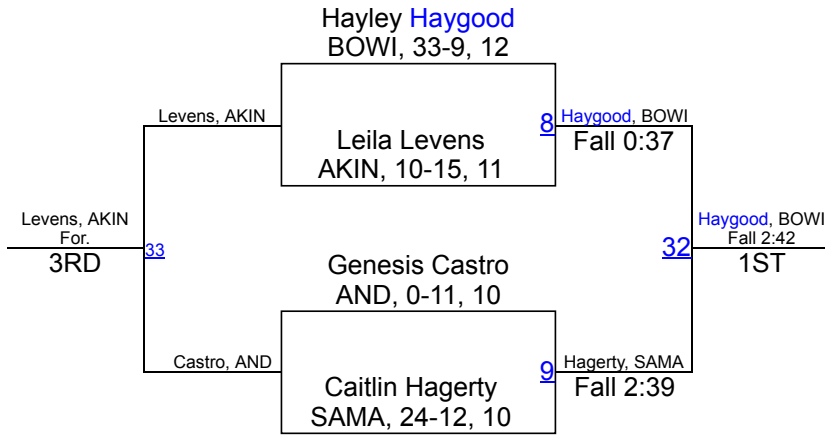 Hayley Haygood
BOWI, 33-9, 12
Levens, AKIN
8
Haygood, BOWI
Leila Levens
Fall 0:37
AKIN, 10-15, 11
Levens, AKIN
For.
3RD
33
32
Haygood, BOWI
Fall 2:42
1ST
Genesis Castro
AND, 0-11, 10
Castro, AND
9
Hagerty, SAMA
Caitlin Hagerty
Fall 2:39
SAMA, 24-12, 10